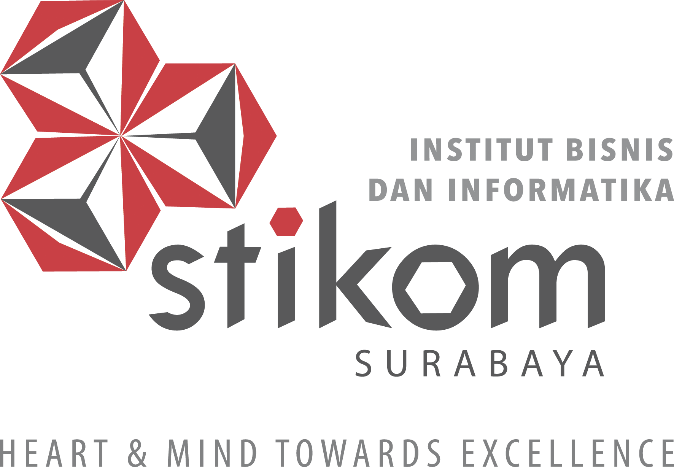 INSTITUT BISNIS
DAN INFORMATIKA
stikom
SURABAYA
HEART & MIND TOWARDS EXCELLENCE